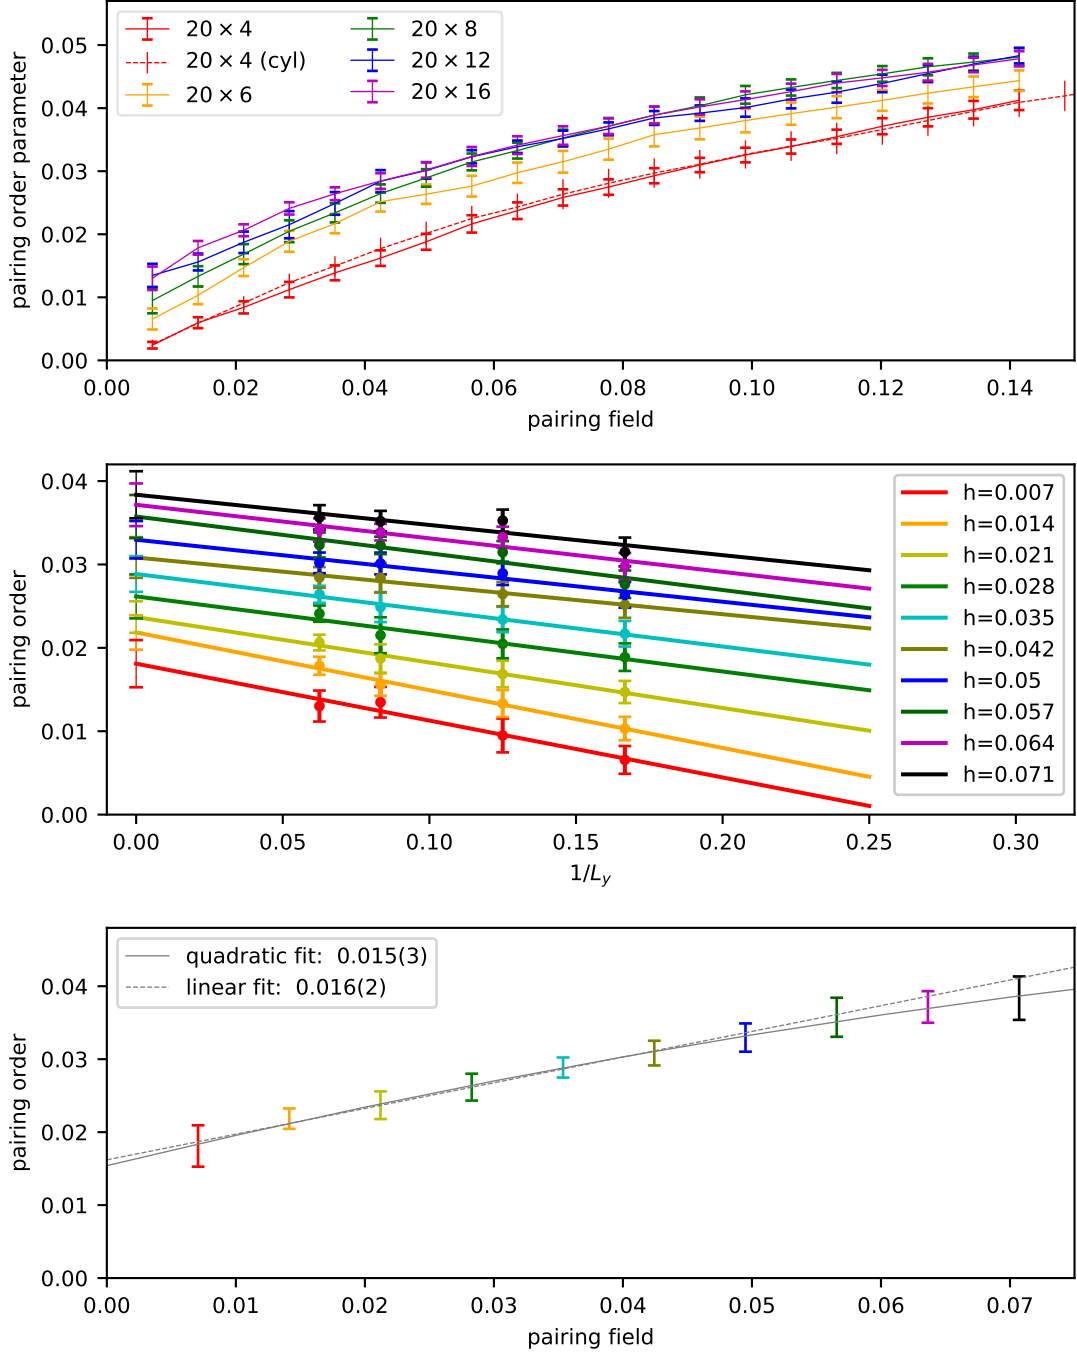 20 × 4
20 × 4 (cyl)
20 × 6
20 × 8
20 × 12
20 × 16
pairing order parameter
0.05
0.04
0.03
0.02
0.01
0.00
0.00 0.02 0.04 0.06 0.08 0.10 0.12 0.14
pairing field
pairing order
0.04
0.03
0.02
0.01
0.00
h=0.007
h=0.014
h=0.021
h=0.028
h=0.035
h=0.042
h=0.05
h=0.057
h=0.064
h=0.071
0.00 0.05 0.10 0.15 0.20 0.25 0.30
1/L_y
quadratic fit: 0.015(3)
linear fit: 0.016(2)
pairing order
0.04
0.03
0.02
0.01
0.00
0.00 0.01 0.02 0.03 0.04 0.05 0.06 0.07
pairing field